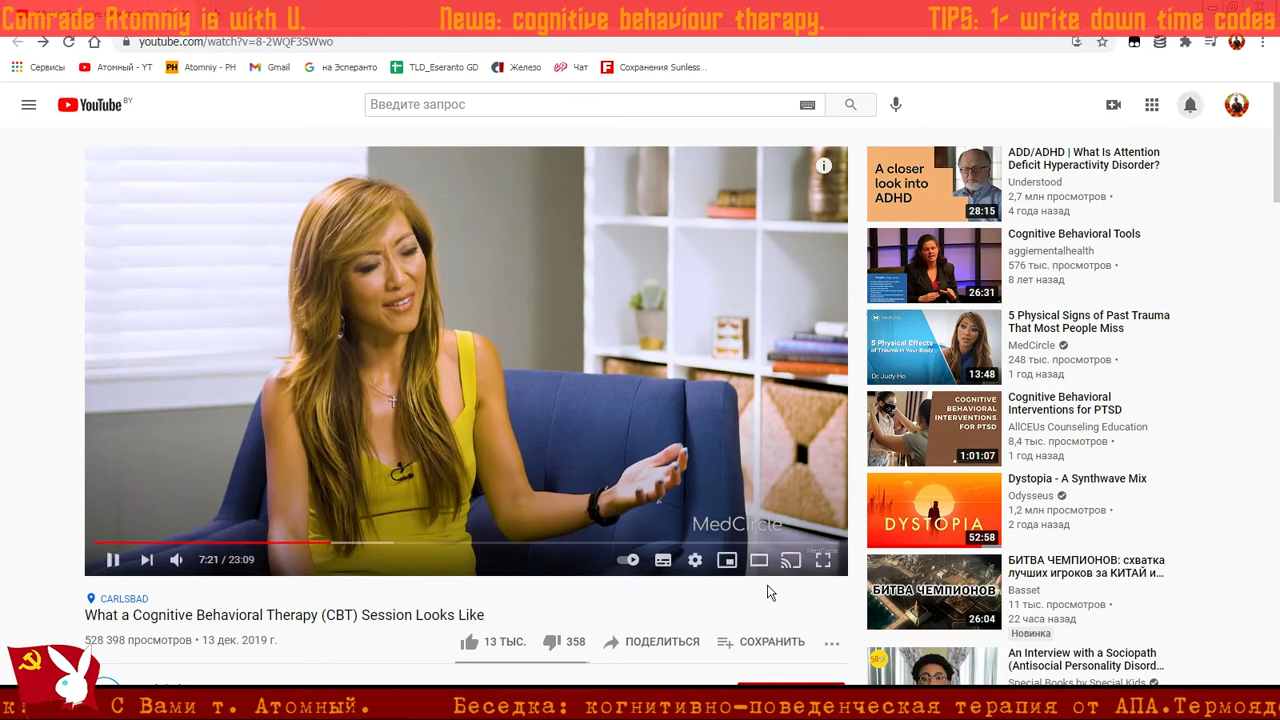 Comrade Atomniy is with U. News: cognitive behaviour therapy. TIPS: 1- write down time codes
youtube.com/watch?v=8-2WQF3SWwo
Сервисы Атомный - YT PH Atomniy - PH Gmail на Эсперанто TLD_Eseranto GD Железо Чат Сохранения Sunless...
YouTube BY
Введите запрос
MedCircle
7:21 / 23:09
CARLSBAD
What a Cognitive Behavioral Therapy (CBT) Session Looks Like
528 398 просмотров • 13 дек. 2019 г.
13 ТЫС. 358 ПОДЕЛИТЬСЯ СОХРАНИТЬ
A closer
look into
ADHD
28:15
ADD/ADHD | What Is Attention
Deficit Hyperactivity Disorder?
Understood
2,7 млн просмотров •
4 года назад
26:31
Cognitive Behavioral Tools
aggiementalhealth
576 тыс. просмотров •
8 лет назад
MedCircle
5 Physical Effects
of Trauma in Your Body
Dr. Judy Ho
13:48
5 Physical Signs of Past Trauma
That Most People Miss
MedCircle
248 тыс. просмотров •
1 год назад
COGNITIVE
BEHAVIORAL
INTERVENTIONS
FOR PTSD
1:01:07
Cognitive Behavioral
Interventions for PTSD
AllCEUs Counseling Education
8,4 тыс. просмотров •
1 год назад
DYSTOPIA
52:58
Dystopia - A Synthwave Mix
Odysseus
1,2 млн просмотров •
2 года назад
БИТВА ЧЕМПИОНОВ
26:04
БИТВА ЧЕМПИОНОВ: схватка
лучших игроков за КИТАЙ и...
Basset
11 тыс. просмотров •
22 часа назад
Новинка
An Interview with a Sociopath
(Antisocial Personality Disord...
Special Books by Special Kids
к: С Вами т. Атомный. Беседка: когнитивно-поведенческая терапия от АПА.Термояд